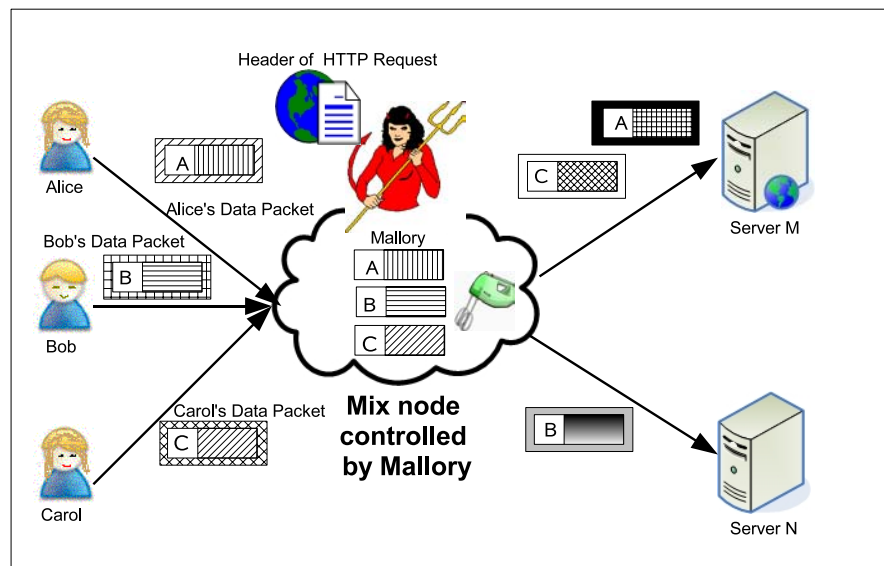 Header of HTTP Request
A
Alice
Alice's Data Packet
A
C
Server M
Bob's Data Packet
B
Bob
Mallory
A
B
C
Carol's Data Packet
C
Carol
Mix node
controlled
by Mallory
B
Server N